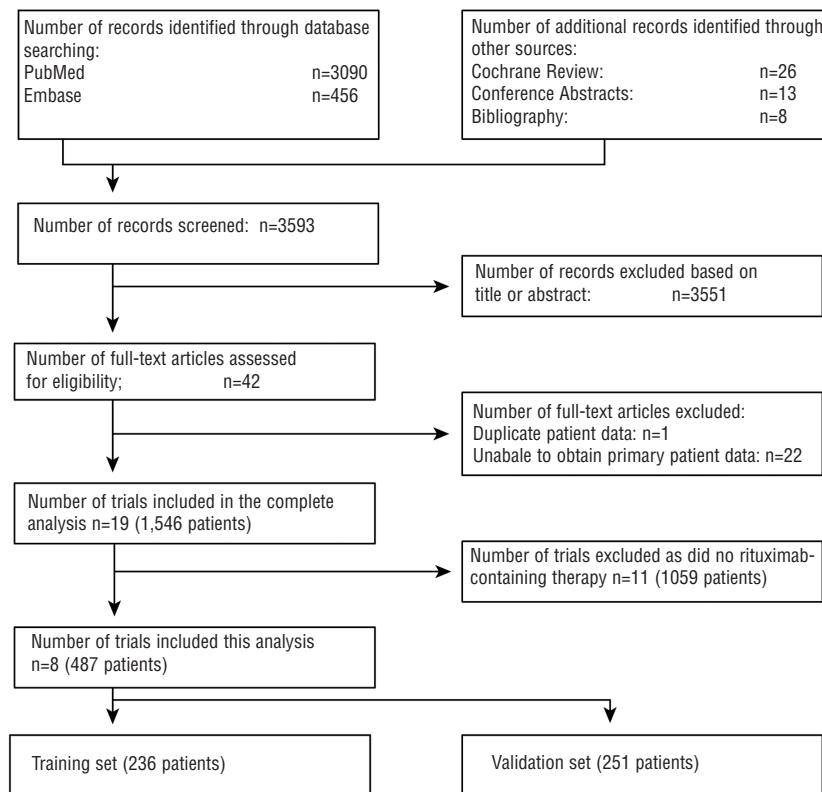 Number of records identified through database
searching:
PubMed n=3090
Embase n=456
Number of additional records identified through
other sources:
Cochrane Review: n=26
Conference Abstracts: n=13
Bibliography: n=8
Number of records screened: n=3593
Number of records excluded based on
title or abstract: n=3551
Number of full-text articles assessed
for eligibility; n=42
Number of full-text articles excluded:
Duplicate patient data: n=1
Unabale to obtain primary patient data: n=22
Number of trials included in the complete
analysis n=19 (1,546 patients)
Number of trials excluded as did no rituximab-
containing therapy n=11 (1059 patients)
Number of trials included this analysis
n=8 (487 patients)
Training set (236 patients)
Validation set (251 patients)